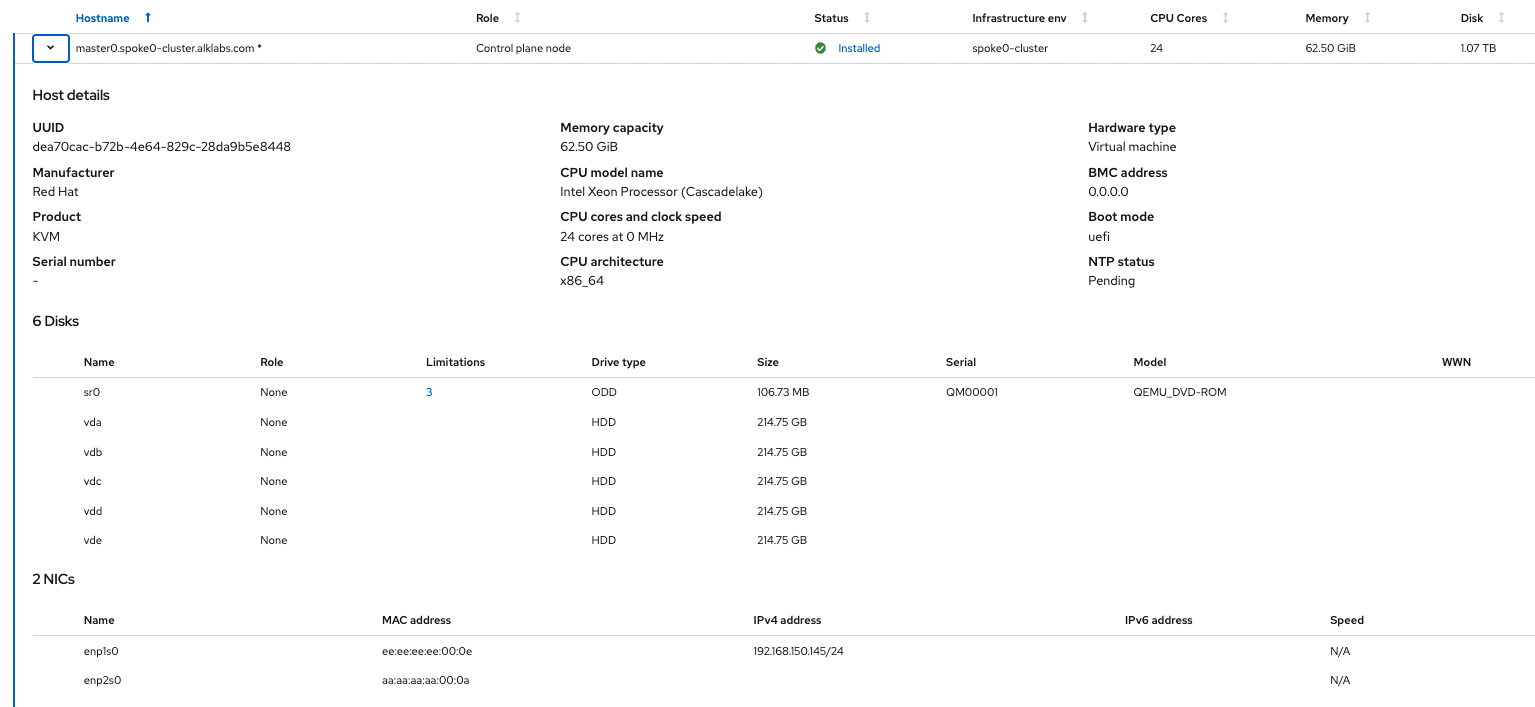 Hostname Role Status Infrastructure env CPU Cores Memory Disk
master0.spoke0-cluster.alklabs.com * Control plane node Installed spoke0-cluster 24 62.50 GiB 1.07 TB
Host details
UUID Memory capacity Hardware type
dea70cac-b72b-4e64-829c-28da9b5e8448 62.50 GiB Virtual machine
Manufacturer CPU model name BMC address
Red Hat Intel Xeon Processor (Cascadelake) 0.0.0.0
Product CPU cores and clock speed Boot mode
KVM 24 cores at 0 MHz uefi
Serial number CPU architecture NTP status
- x86_64 Pending
6 Disks
Name Role Limitations Drive type Size Serial Model WWN
sr0 None 3 ODD 106.73 MB QM00001 QEMU_DVD-ROM
vda None HDD 214.75 GB
vdb None HDD 214.75 GB
vdc None HDD 214.75 GB
vdd None HDD 214.75 GB
vde None HDD 214.75 GB
2 NICs
Name MAC address IPv4 address IPv6 address Speed
enp1s0 ee:ee:ee:ee:00:0e 192.168.150.145/24 N/A
enp2s0 aa:aa:aa:aa:00:0a N/A